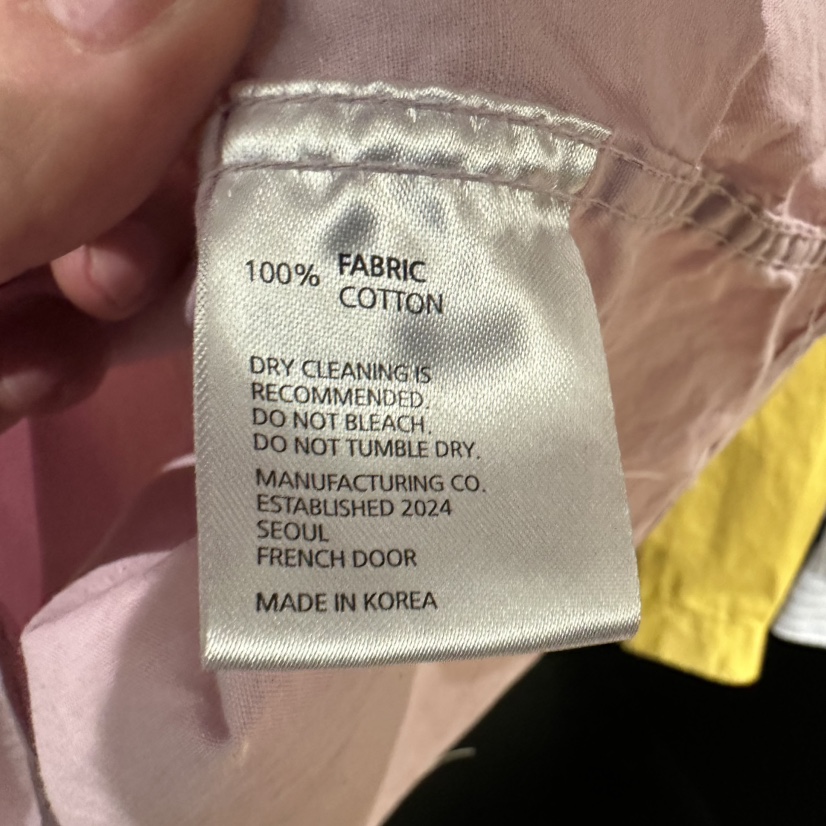 100% FABRIC
COTTON
DRY CLEANING IS
RECOMMENDED.
DO NOT BLEACH.
DO NOT TUMBLE DRY.
MANUFACTURING CO.
ESTABLISHED 2024
SEOUL
FRENCH DOOR
MADE IN KOREA